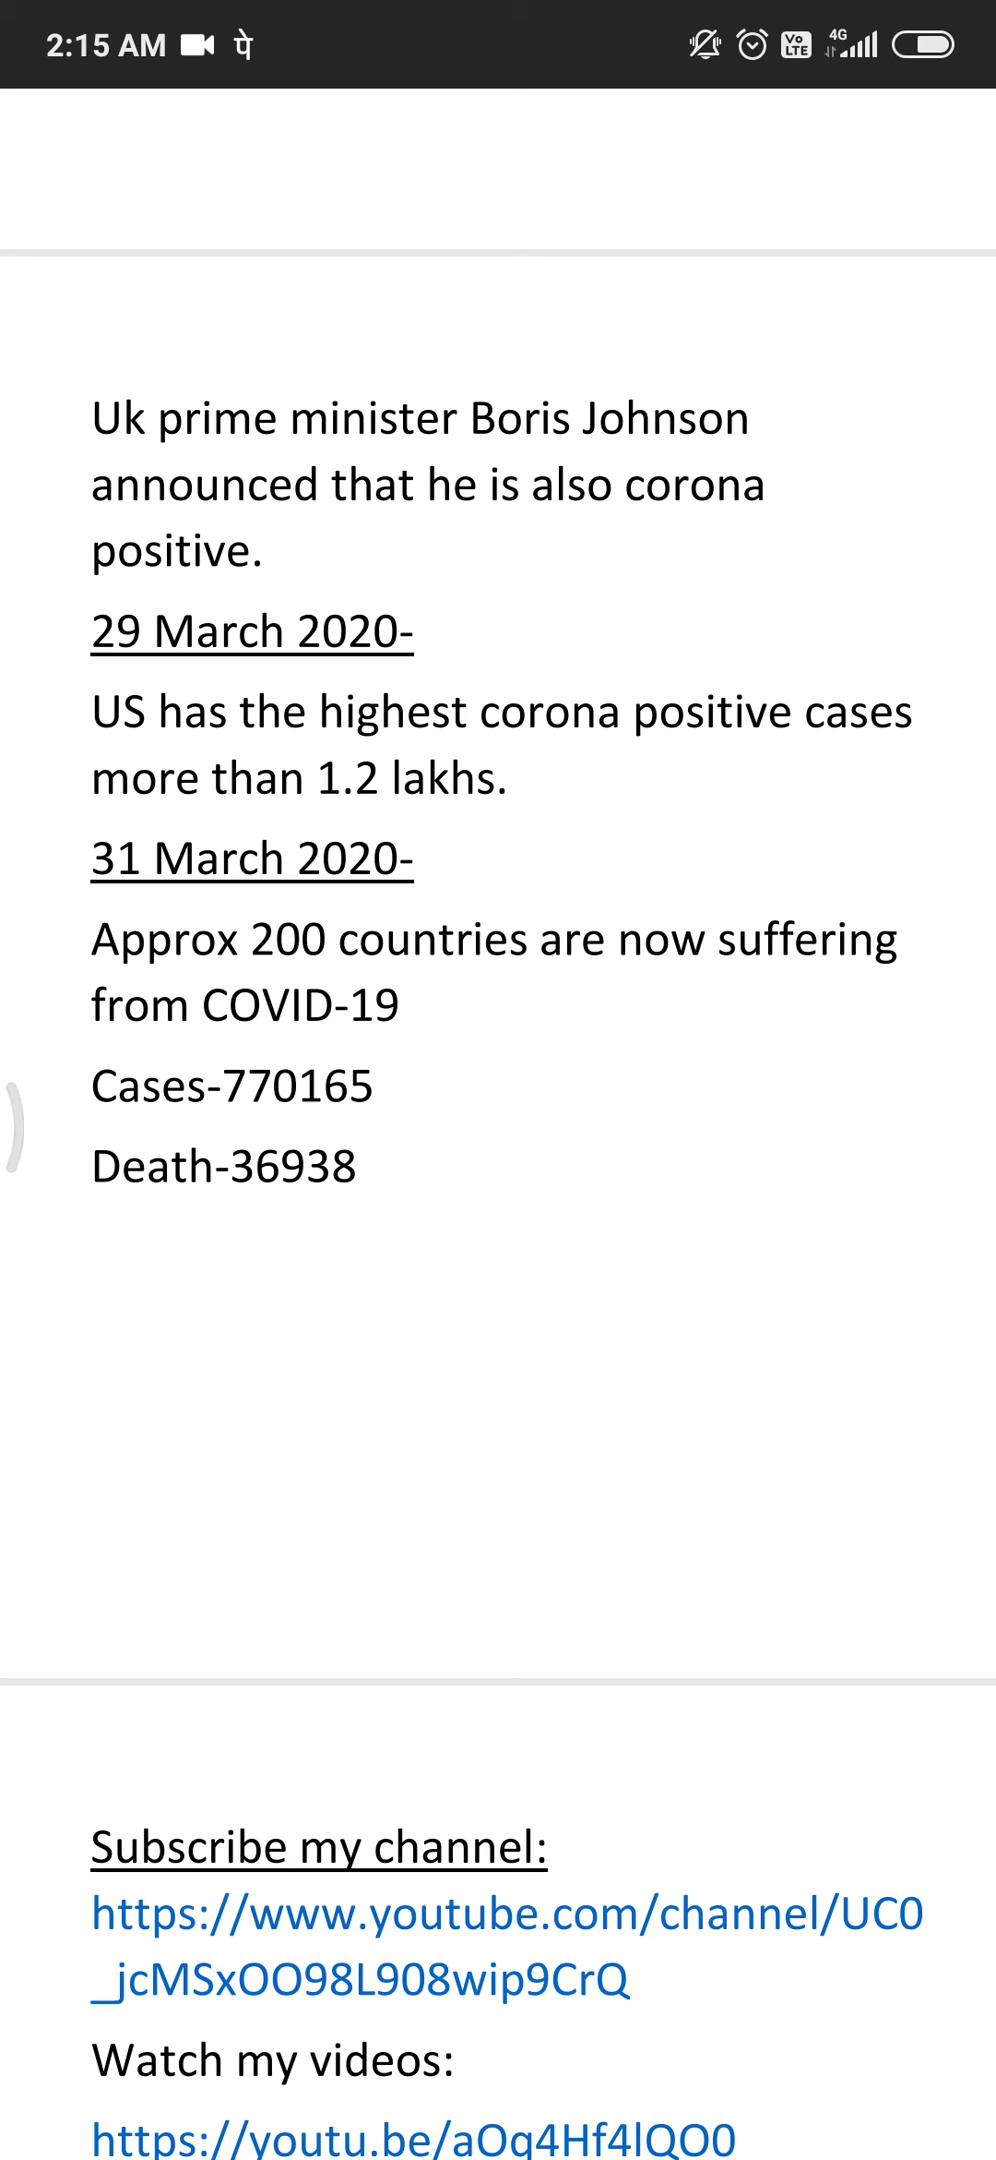 2:15 AM पे
Vo LTE 4G
Uk prime minister Boris Johnson
announced that he is also corona
positive.
29 March 2020-
US has the highest corona positive cases
more than 1.2 lakhs.
31 March 2020-
Approx 200 countries are now suffering
from COVID-19
Cases-770165
Death-36938
Subscribe my channel:
https://www.youtube.com/channel/UC0
_jcMSxOO98L908wip9CrQ
Watch my videos:
https://youtu.be/aOq4Hf4lQO0